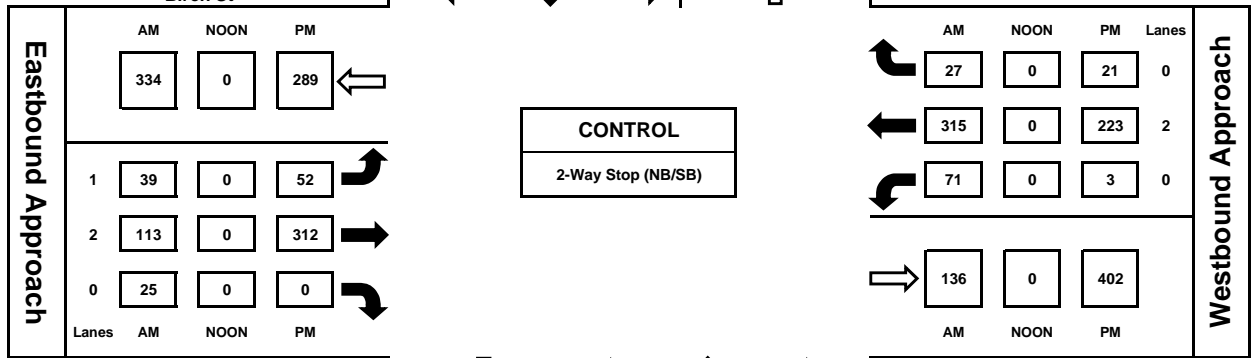 AM NOON PM
334 0 289
Eastbound Approach
1 39 0 52
2 113 0 312
0 25 0 0
Lanes AM NOON PM
CONTROL
2-Way Stop (NB/SB)
AM NOON PM Lanes
27 0 21 0
315 0 223 2
71 0 3 0
Westbound Approach
136 0 402
AM NOON PM